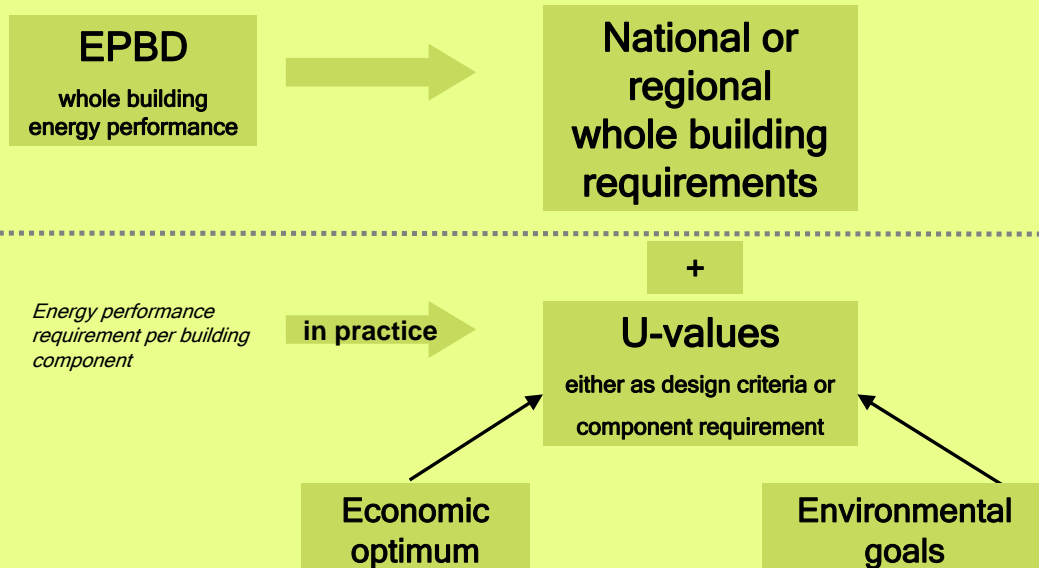 EPBD
whole building
energy performance
National or
regional
whole building
requirements
+
Energy performance
requirement per building
component
in practice
U-values
either as design criteria or
component requirement
Economic
optimum
Environmental
goals